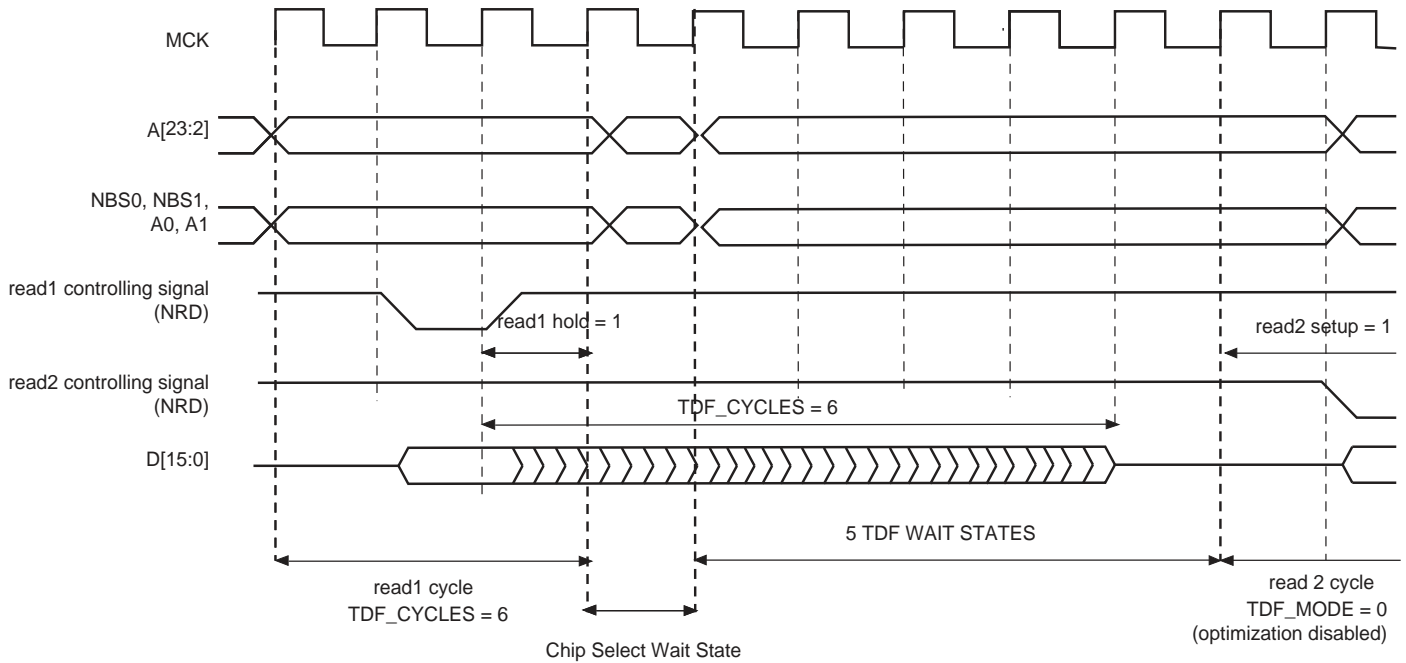 MCK
A[23:2]
NBS0, NBS1,
A0, A1
read1 controlling signal
(NRD)
read1 hold = 1
read2 setup = 1
read2 controlling signal
(NRD)
TDF_CYCLES = 6
D[15:0]
5 TDF WAIT STATES
read1 cycle
TDF_CYCLES = 6
Chip Select Wait State
read 2 cycle
TDF_MODE = 0
(optimization disabled)